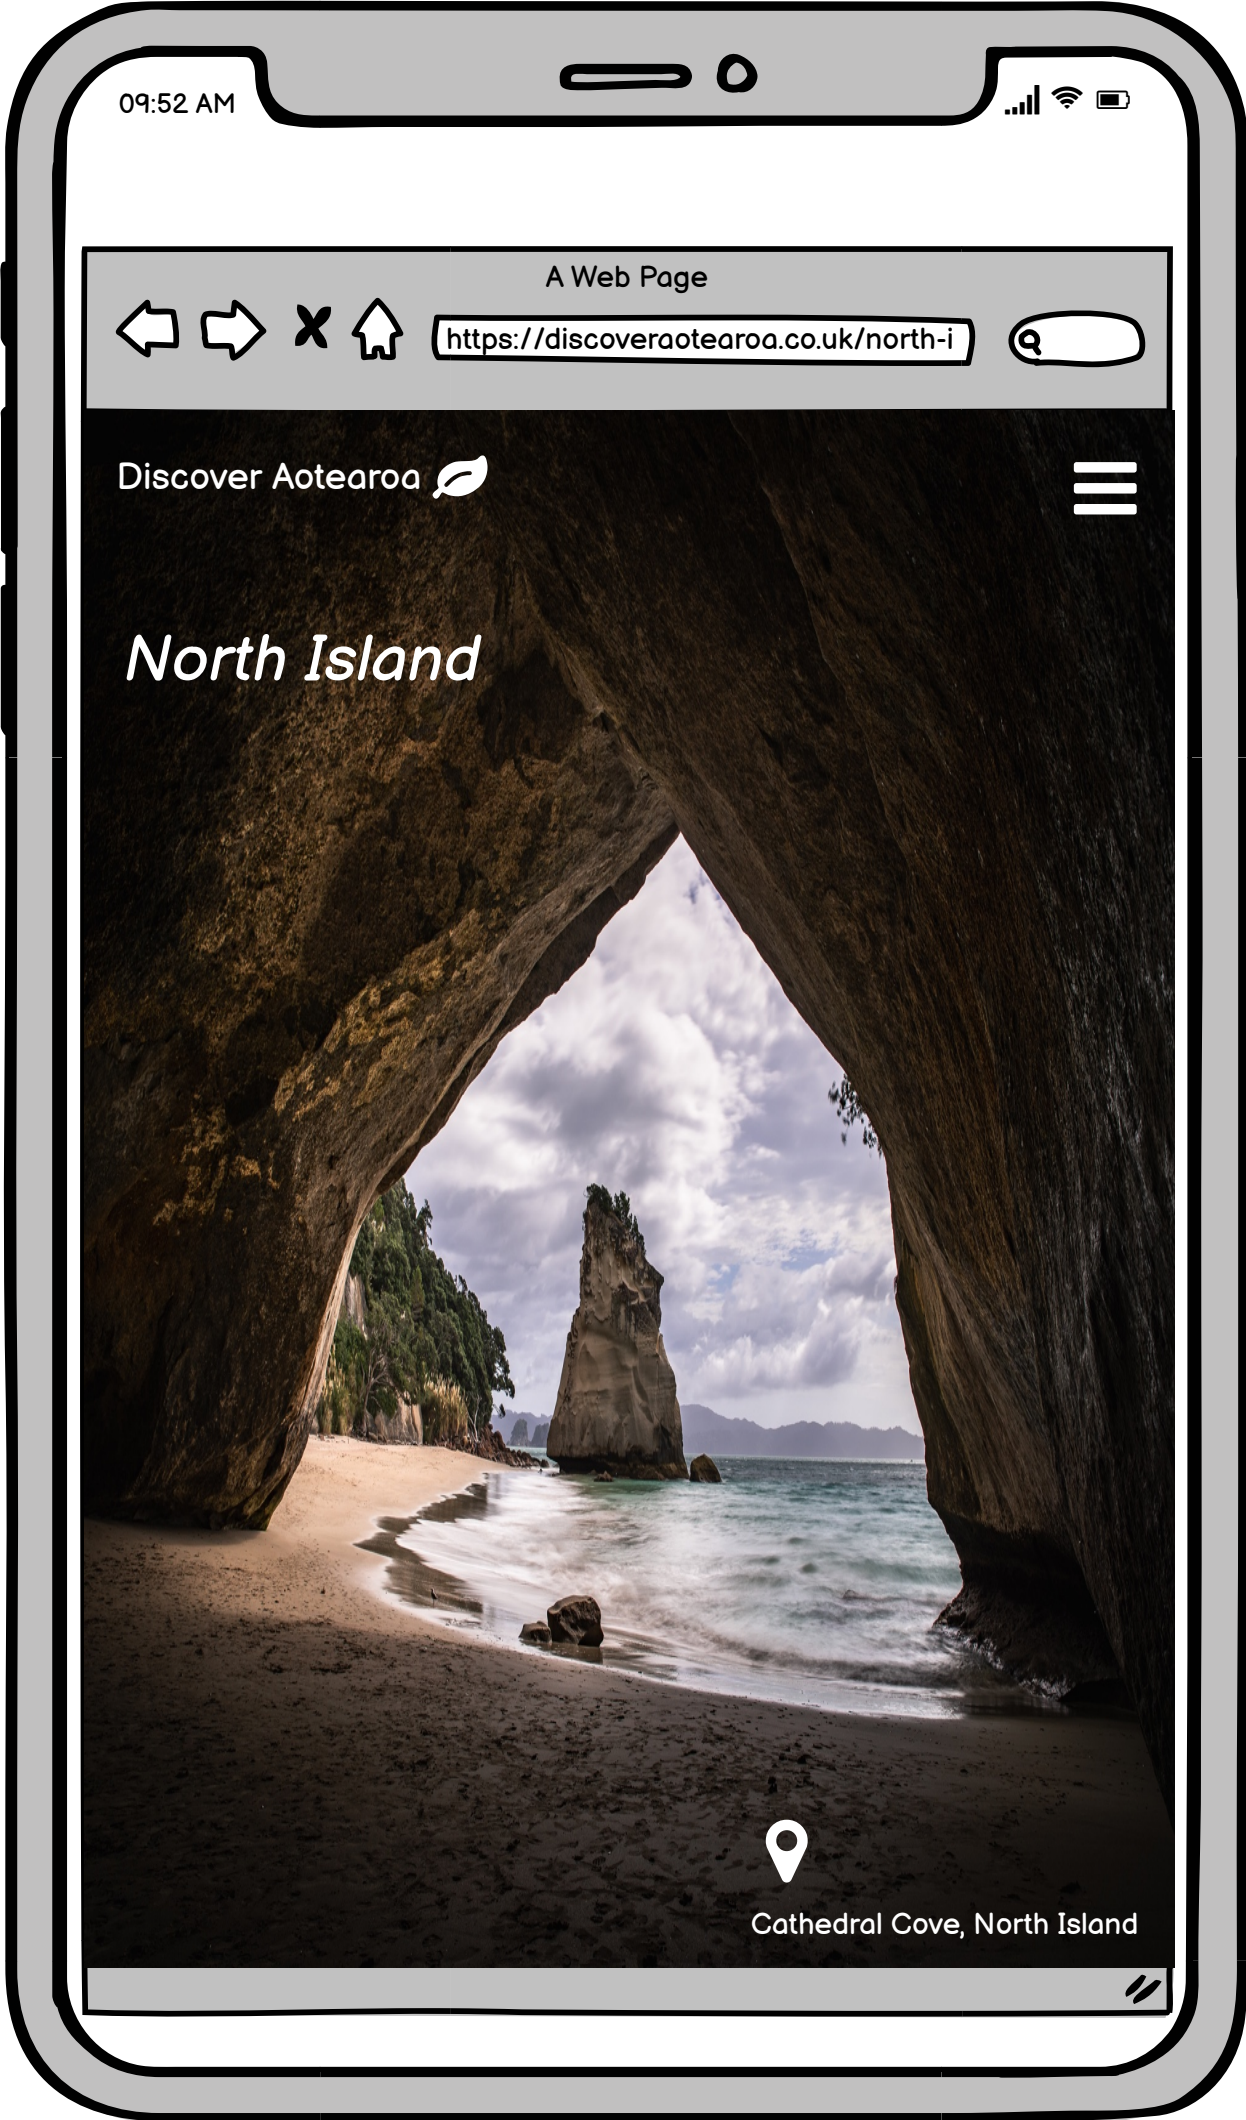 09:52 AM
A Web Page
https://discoveraotearoa.co.uk/north-i
Discover Aotearoa
North Island
Cathedral Cove, North Island